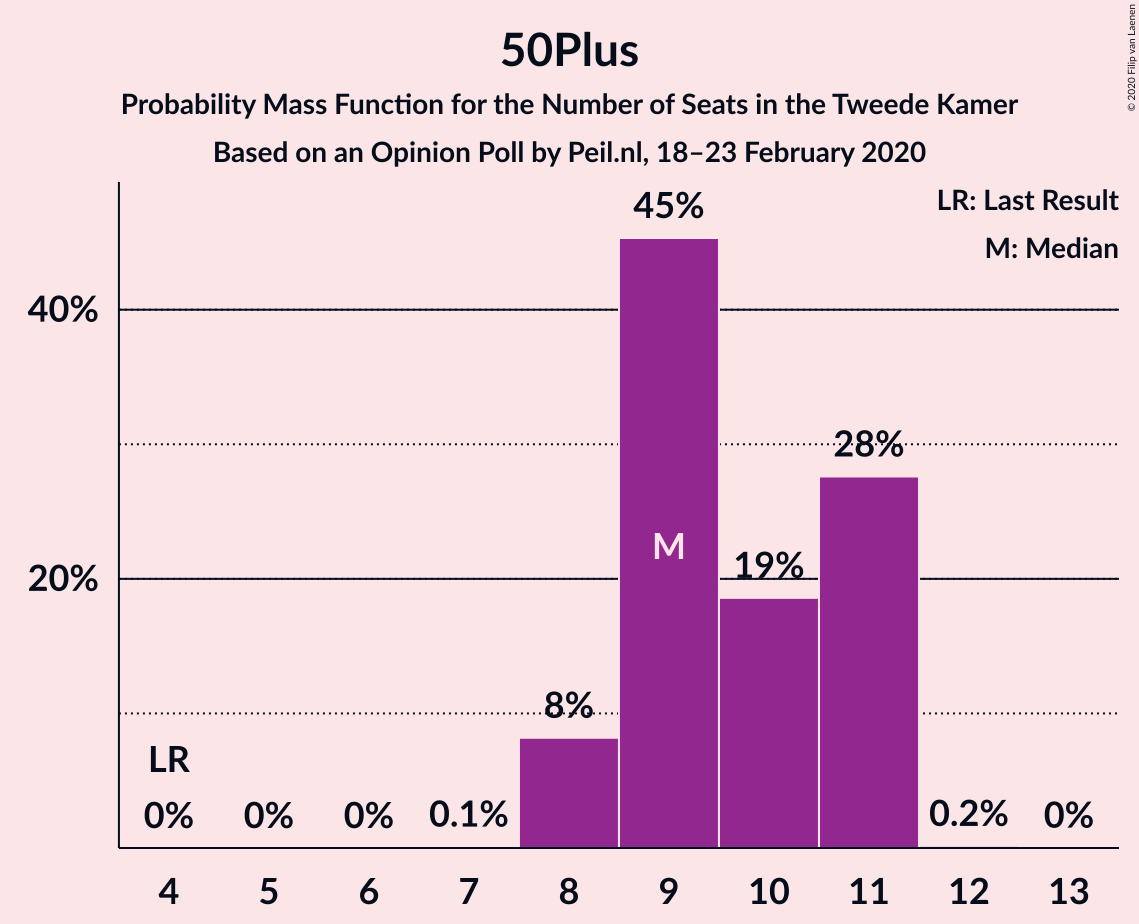 50Plus
Probability Mass Function for the Number of Seats in the Tweede Kamer
Based on an Opinion Poll by Peil.nl, 18–23 February 2020
© 2020 Filip van Laenen
LR: Last Result
M: Median
45%
40%
28%
M
19%
20%
8%
LR
0%
0%
0%
0.1%
0.2%
0%
4 5 6 7 8 9 10 11 12 13